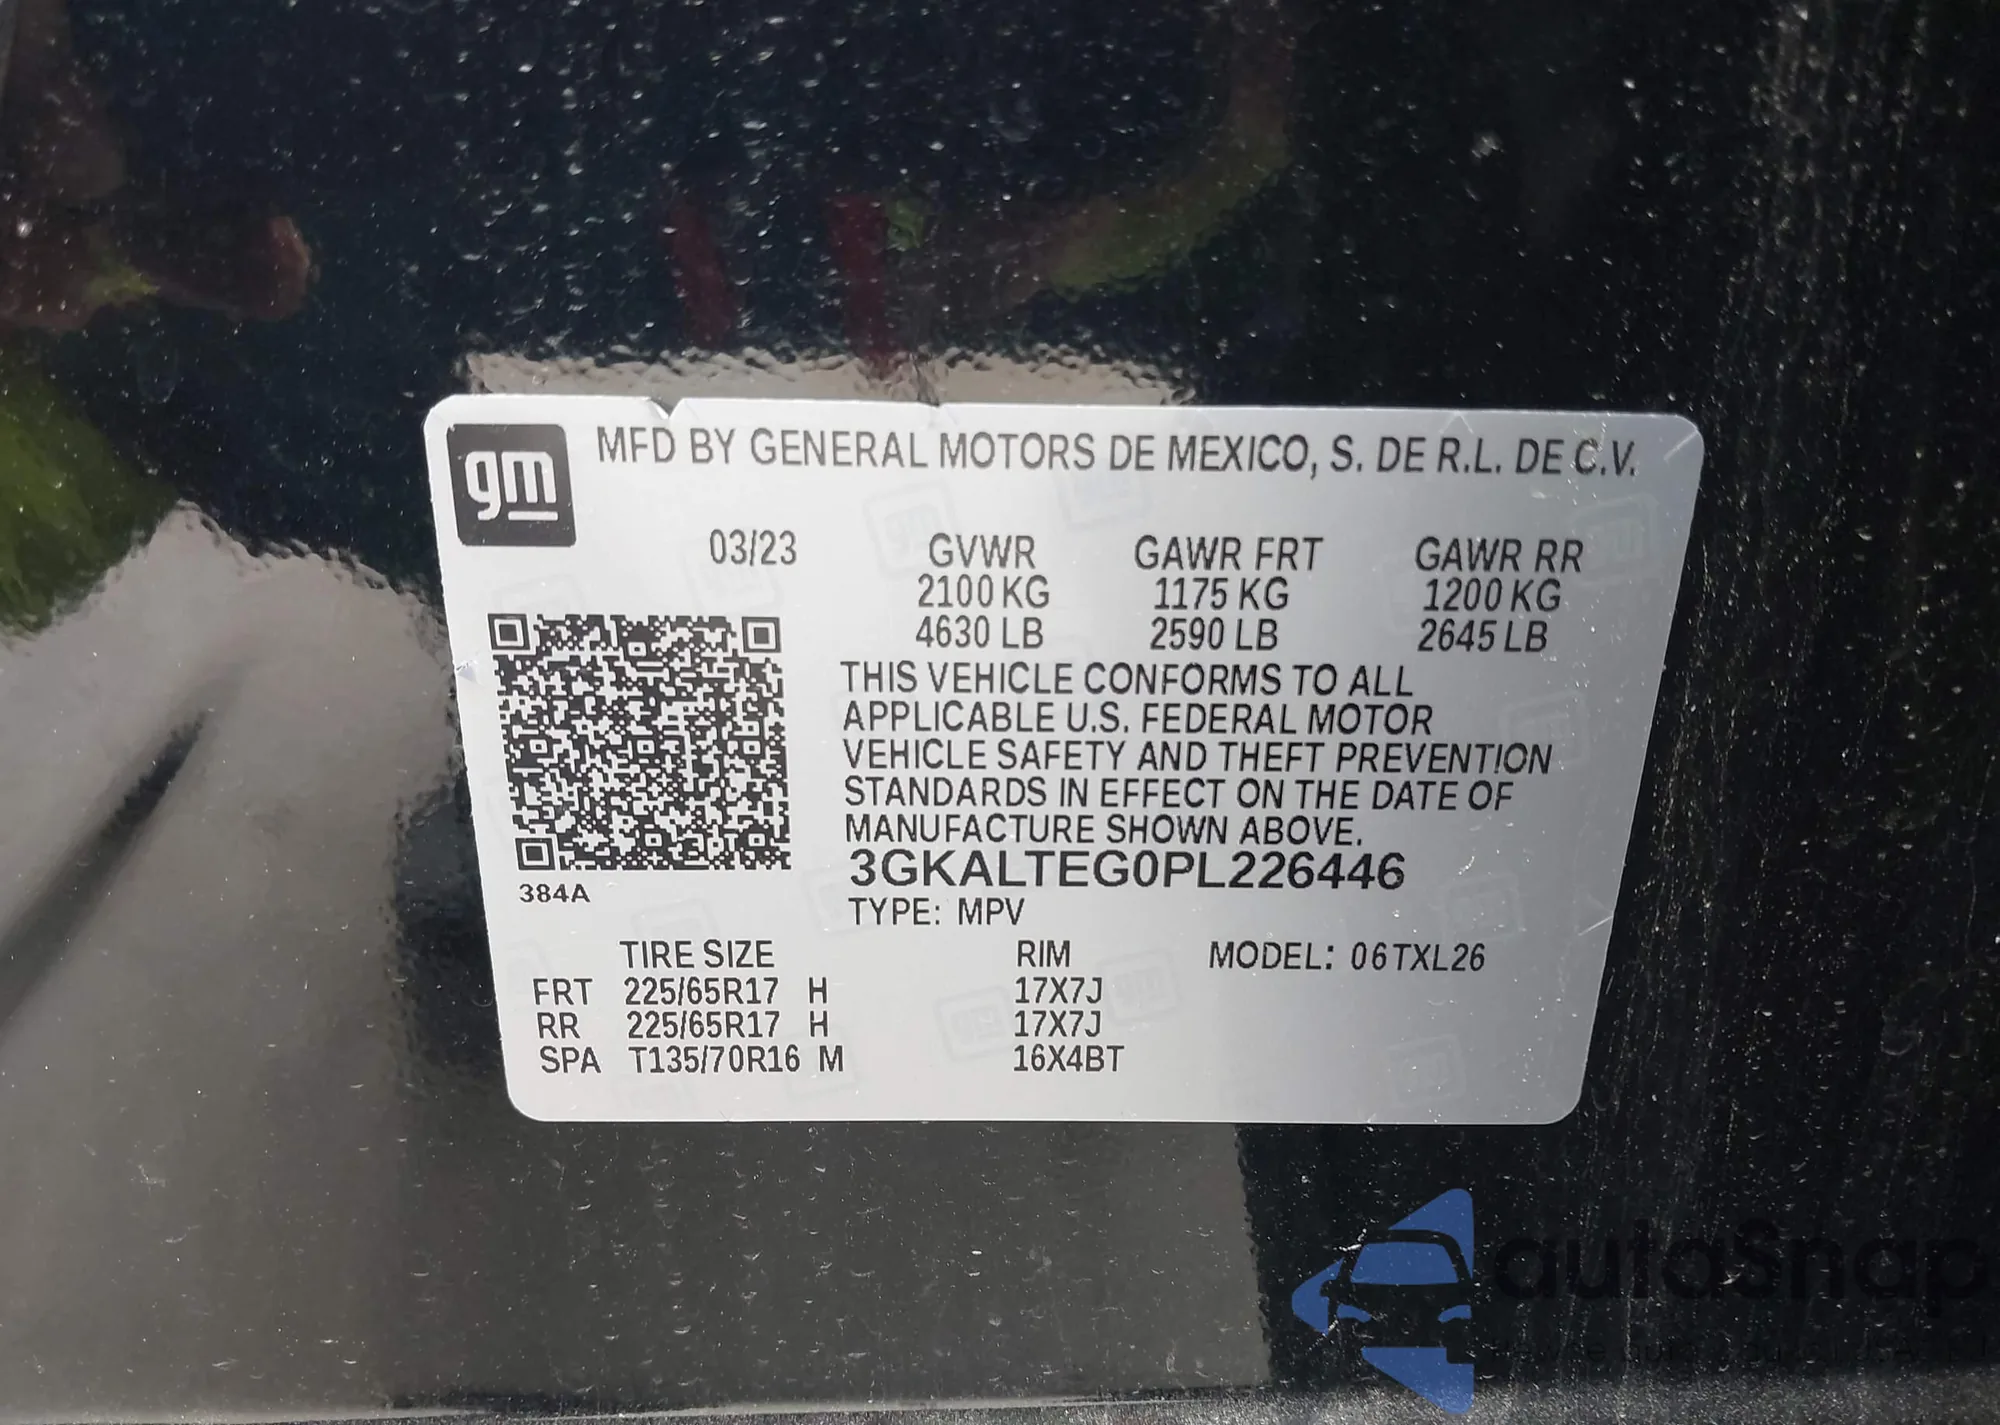 gm
MFD BY GENERAL MOTORS DE MEXICO, S. DE R.L. DE C.V.
03/23 GVWR GAWR FRT GAWR RR
2100 KG 1175 KG 1200 KG
4630 LB 2590 LB 2645 LB
THIS VEHICLE CONFORMS TO ALL
APPLICABLE U.S. FEDERAL MOTOR
VEHICLE SAFETY AND THEFT PREVENTION
STANDARDS IN EFFECT ON THE DATE OF
MANUFACTURE SHOWN ABOVE.
3GKALTEG0PL226446
384A
TYPE: MPV
TIRE SIZE RIM MODEL: 06TXL26
FRT 225/65R17 H 17X7J
RR 225/65R17 H 17X7J
SPA T135/70R16 M 16X4BT
autoSnap